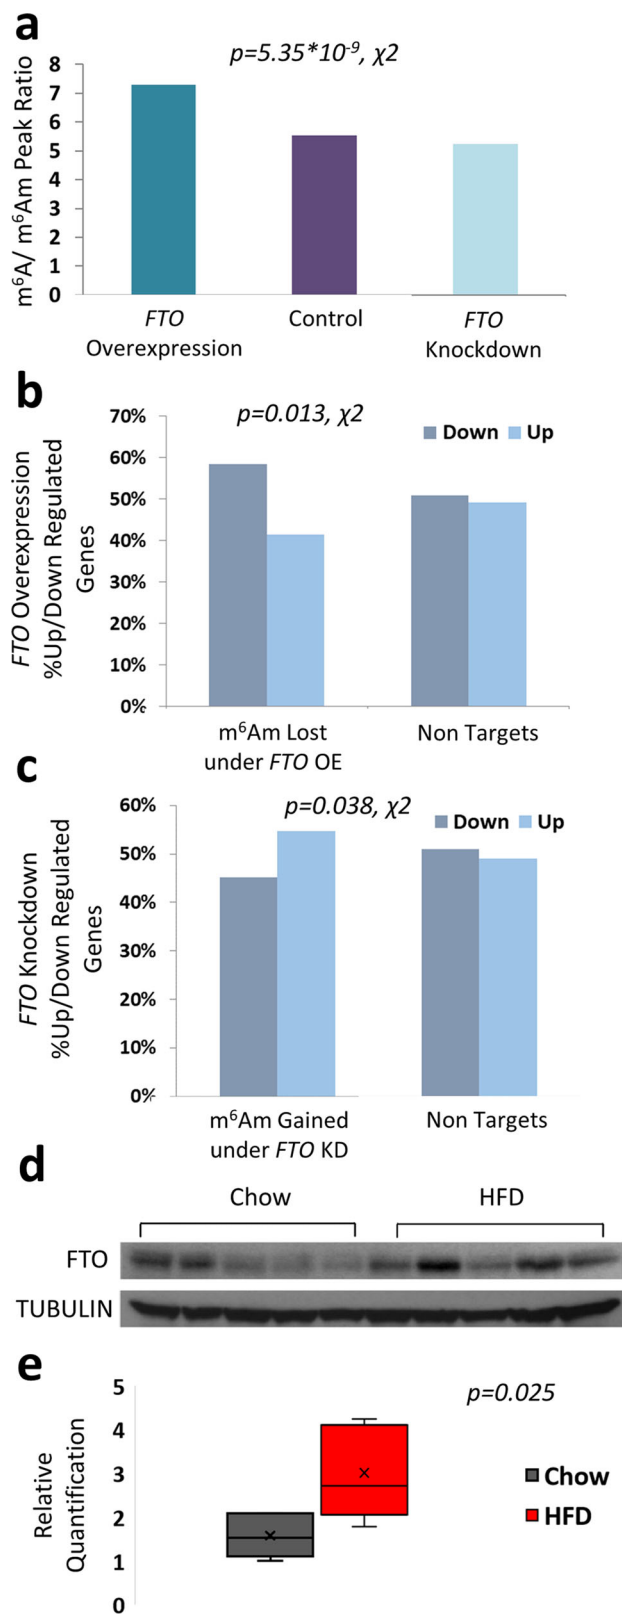 a
p=5.35*10⁻⁹, χ2
m⁶A/ m⁶Am Peak Ratio
8
7
6
5
4
3
2
1
0
FTO
Overexpression
Control
FTO
Knockdown
b
p=0.013, χ2
Down Up
FTO Overexpression
%Up/Down Regulated
Genes
70%
60%
50%
40%
30%
20%
10%
0%
m⁶Am Lost
under FTO OE
Non Targets
c
p=0.038, χ2
Down Up
FTO Knockdown
%Up/Down Regulated
Genes
60%
50%
40%
30%
20%
10%
0%
m⁶Am Gained
under FTO KD
Non Targets
d
Chow
HFD
FTO
TUBULIN
e
p=0.025
Relative
Quantification
5
4
3
2
1
0
Chow
HFD